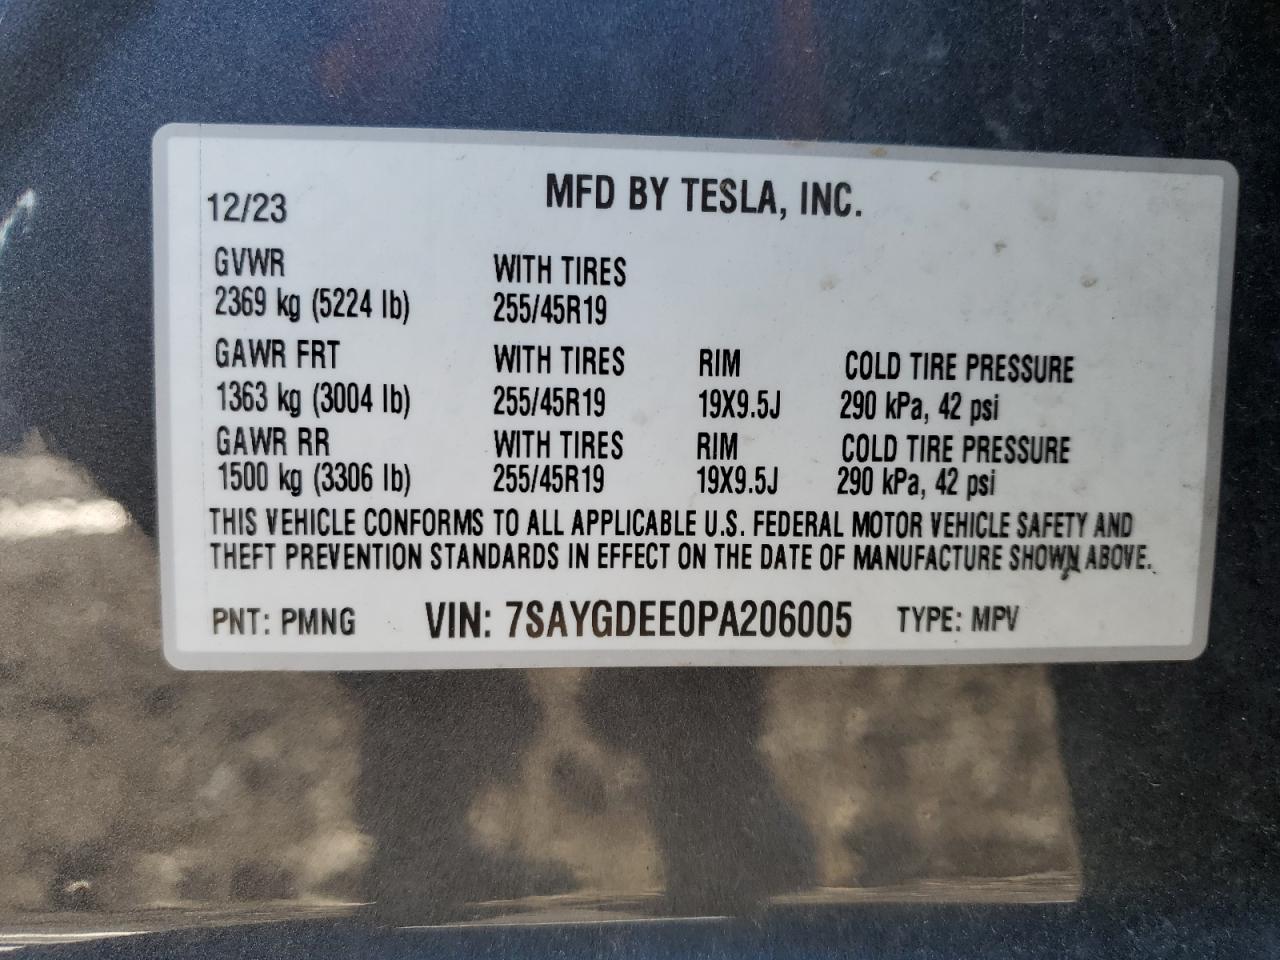 MFD BY TESLA, INC.
12/23
GVWR WITH TIRES
2369 kg (5224 lb) 255/45R19
GAWR FRT WITH TIRES RIM COLD TIRE PRESSURE
1363 kg (3004 lb) 255/45R19 19X9.5J 290 kPa, 42 psi
GAWR RR WITH TIRES RIM COLD TIRE PRESSURE
1500 kg (3306 lb) 255/45R19 19X9.5J 290 kPa, 42 psi
THIS VEHICLE CONFORMS TO ALL APPLICABLE U.S. FEDERAL MOTOR VEHICLE SAFETY AND
THEFT PREVENTION STANDARDS IN EFFECT ON THE DATE OF MANUFACTURE SHOWN ABOVE.
PNT: PMNG VIN: 7SAYGDEE0PA206005 TYPE: MPV